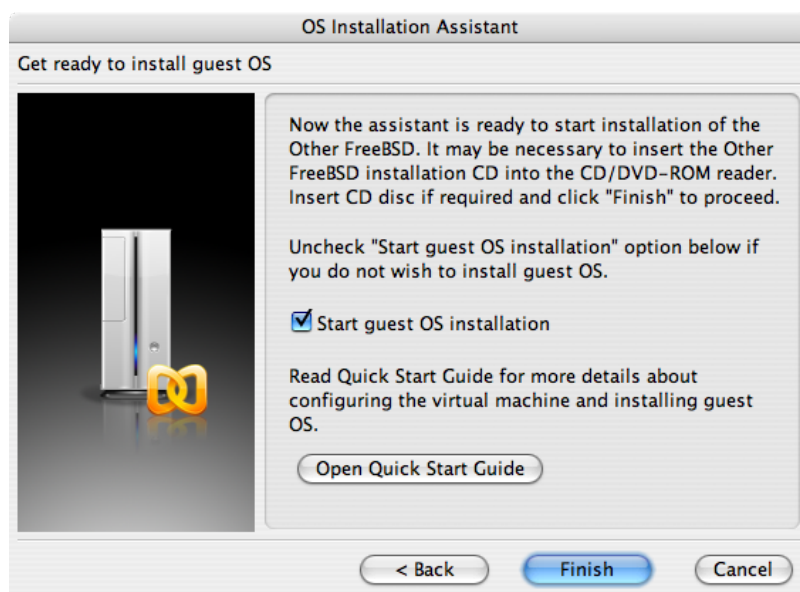 OS Installation Assistant
Get ready to install guest OS
Now the assistant is ready to start installation of the
Other FreeBSD. It may be necessary to insert the Other
FreeBSD installation CD into the CD/DVD-ROM reader.
Insert CD disc if required and click "Finish" to proceed.
Uncheck "Start guest OS installation" option below if
you do not wish to install guest OS.
Start guest OS installation
Read Quick Start Guide for more details about
configuring the virtual machine and installing guest
OS.
Open Quick Start Guide
< Back
Finish
Cancel